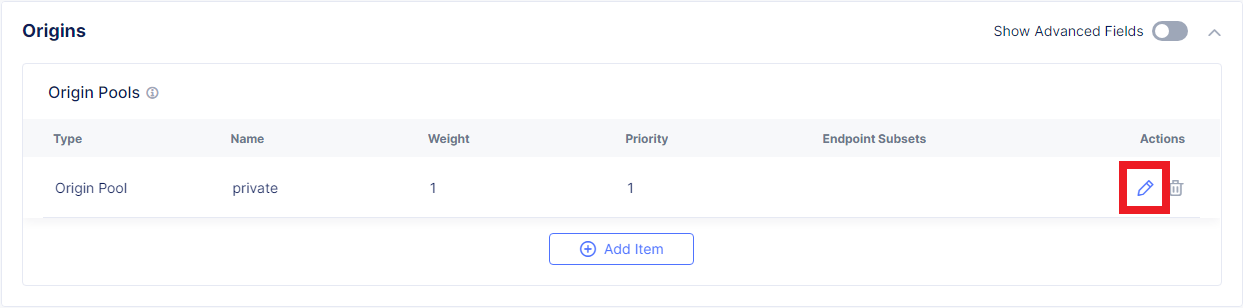 Origins
Show Advanced Fields
Origin Pools
Type Name Weight Priority Endpoint Subsets Actions
Origin Pool private 1 1
Add Item